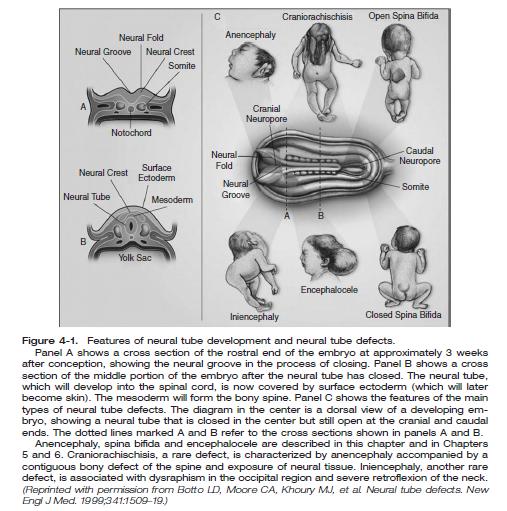 C
Craniorachischisis
Open Spina Bifida
Neural Fold
Anencephaly
Neural Groove
Neural Crest
Somite
A
Cranial
Neuropore
Notochord
Neural
Fold
Caudal
Neuropore
Neural Crest
Surface
Ectoderm
Neural
Groove
Somite
Neural Tube
Mesoderm
A
B
B
Yolk Sac
Encephalocele
Iniencephaly
Closed Spina Bifida
Figure 4-1. Features of neural tube development and neural tube defects.
Panel A shows a cross section of the rostral end of the embryo at approximately 3 weeks
after conception, showing the neural groove in the process of closing. Panel B shows a cross
section of the middle portion of the embryo after the neural tube has closed. The neural tube,
which will develop into the spinal cord, is now covered by surface ectoderm (which will later
become skin). The mesoderm will form the bony spine. Panel C shows the features of the main
types of neural tube defects. The diagram in the center is a dorsal view of a developing em-
bryo, showing a neural tube that is closed in the center but still open at the cranial and caudal
ends. The dotted lines marked A and B refer to the cross sections shown in panels A and B.
Anencephaly, spina bifida and encephalocele are described in this chapter and in Chapters
5 and 6. Craniorachischisis, a rare defect, is characterized by anencephaly accompanied by a
contiguous bony defect of the spine and exposure of neural tissue. Iniencephaly, another rare
defect, is associated with dysraphism in the occipital region and severe retroflexion of the neck.
(Reprinted with permission from Botto LD, Moore CA, Khoury MJ, et al. Neural tube defects. New
Engl J Med. 1999;341:1509–19.)